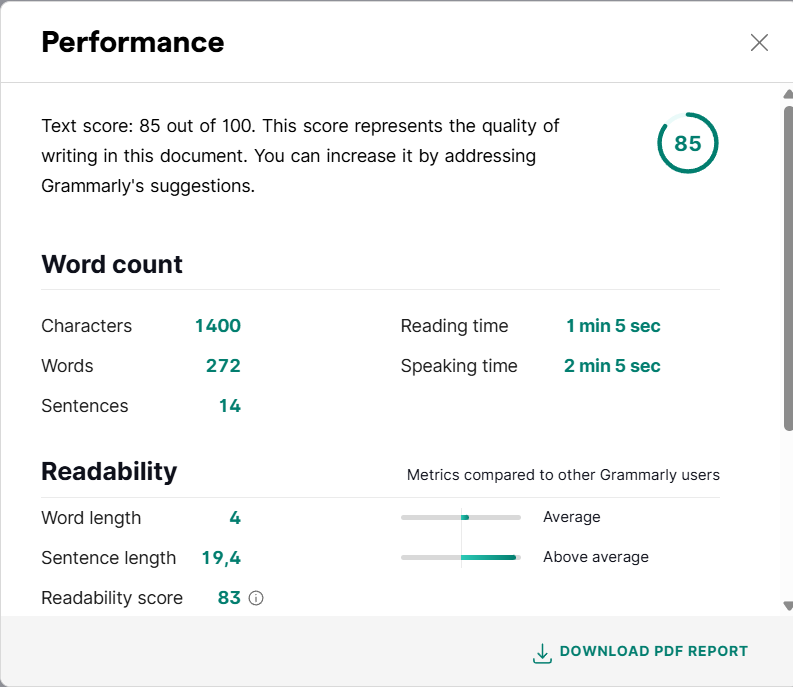 Performance
Text score: 85 out of 100. This score represents the quality of
writing in this document. You can increase it by addressing
Grammarly's suggestions.
85
Word count
Characters 1400 Reading time 1 min 5 sec
Words 272 Speaking time 2 min 5 sec
Sentences 14
Readability Metrics compared to other Grammarly users
Word length 4 Average
Sentence length 19,4 Above average
Readability score 83
DOWNLOAD PDF REPORT